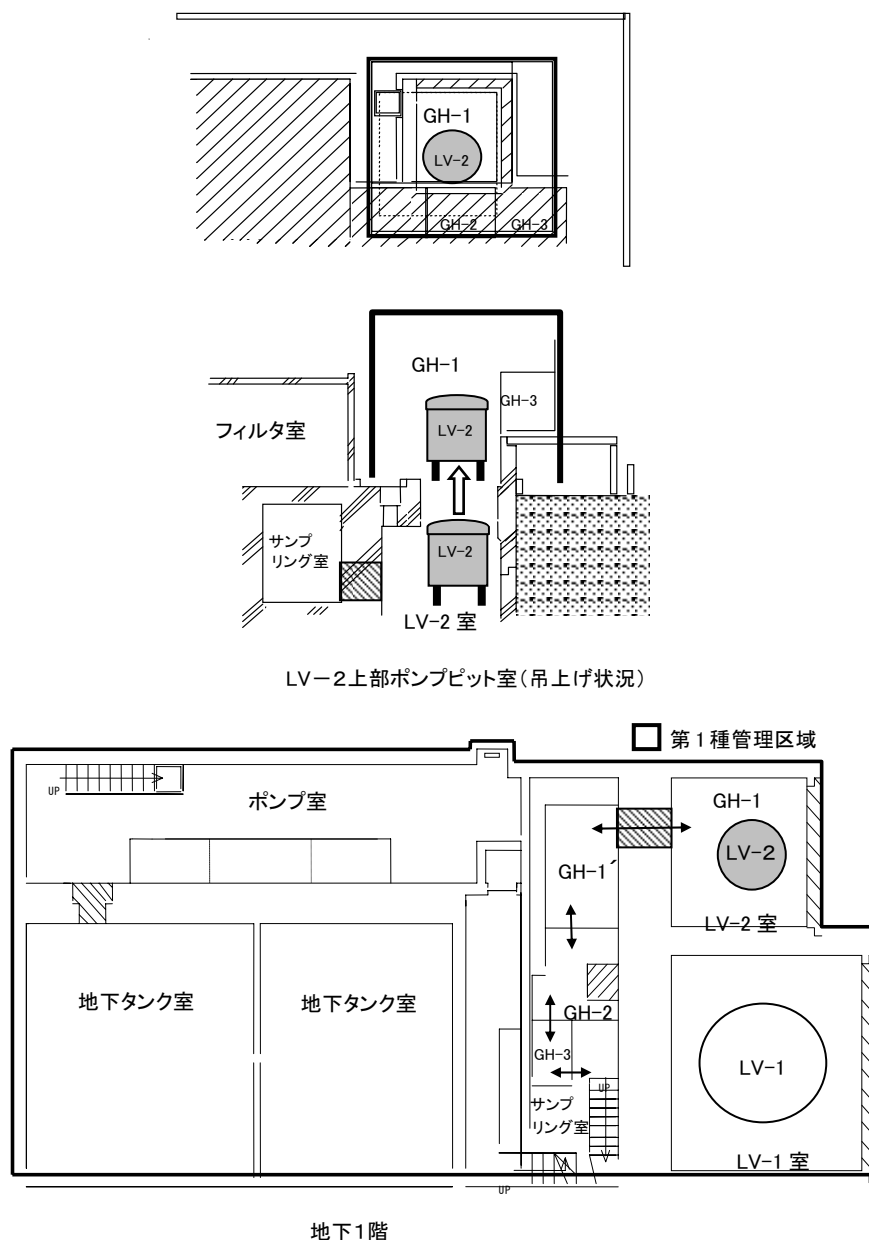 GH-1
LV-2
GH-2
GH-3
GH-1
GH-3
LV-2
フィルタ室
サンプ
リング室
LV-2
LV-2 室
LV-2上部ポンプピット室(吊上げ状況)
第1種管理区域
UP
ポンプ室
GH-1
GH-1´
LV-2
LV-2 室
地下タンク室
地下タンク室
GH-2
GH-3
LV-1
UP
サンプ
リング室
LV-1 室
UP
地下1階